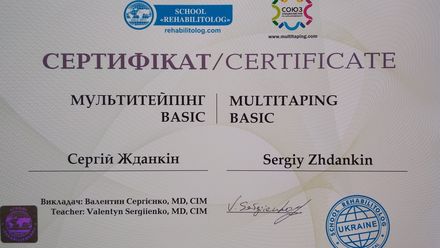 SCHOOL
«REHABILITOLOG»
rehabilitolog.com
СОЮЗ
www.multitaping.com
СЕРТИФІКАТ/CERTIFICATE
МУЛЬТИТЕЙПІНГ
BASIC
MULTITAPING
BASIC
Сергій Жданкін
Sergiy Zhdankin
Викладач: Валентин Сергієнко, MD, CIM
Teacher: Valentyn Sergiienko, MD, CIM
SCHOOL REHABILITOLOG
UKRAINE